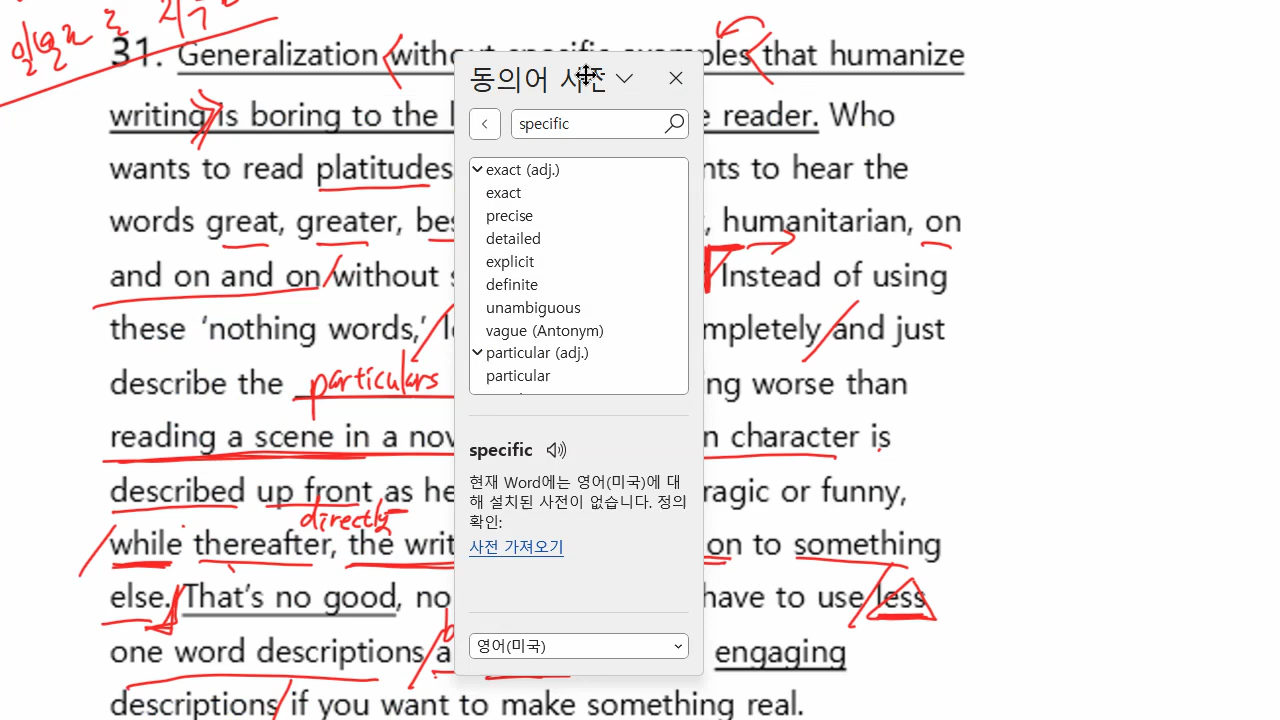 일반화로
31. Generalization without specific examples that humanize
writing is boring to the l e reader. Who
wants to read platitudes nts to hear the
words great, greater, bes , humanitarian, on
and on and on without s Instead of using
these ‘nothing words,’ l mpletely and just
describe the particulars ng worse than
reading a scene in a nov n character is
described up front as he ragic or funny,
directly
while thereafter, the writ on to something
else. That’s no good, no have to use less
one word descriptions a engaging
descriptions if you want to make something real.
동의어 사전
specific
exact (adj.)
exact
precise
detailed
explicit
definite
unambiguous
vague (Antonym)
particular (adj.)
particular
specific
현재 Word에는 영어(미국)에 대
해 설치된 사전이 없습니다. 정의
확인:
사전 가져오기
영어(미국)